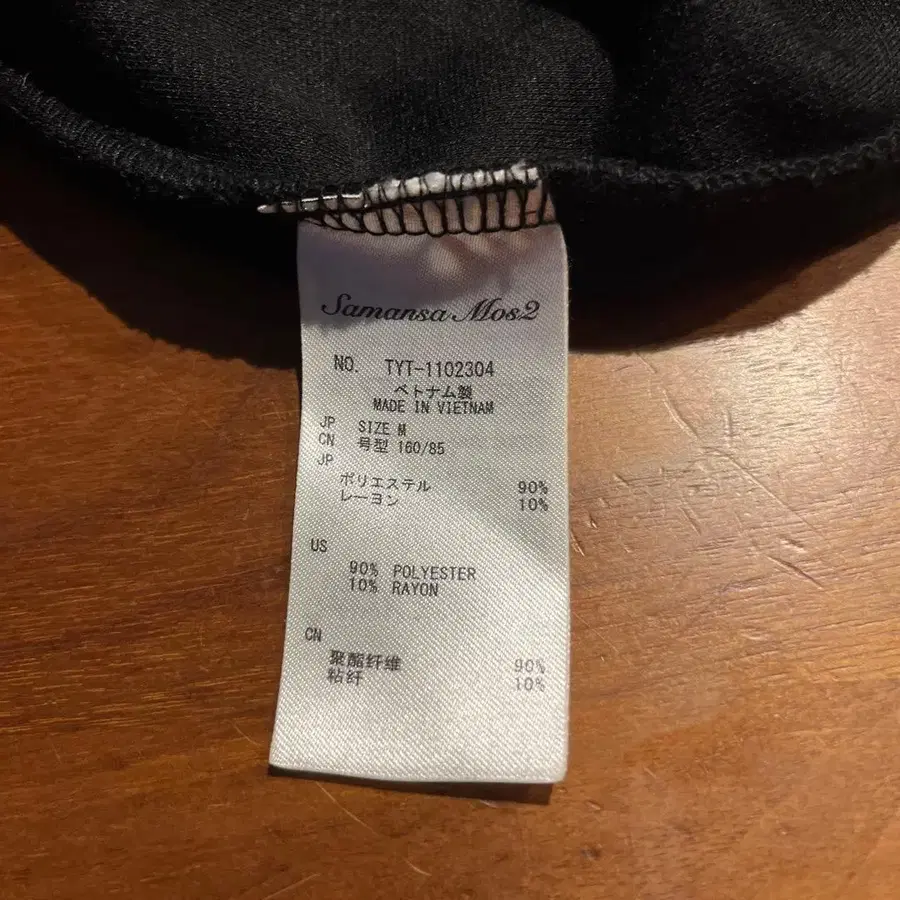 Samansa Mos2
NO. TYT-1102304
ベトナム製
MADE IN VIETNAM
JP SIZE M
CN 号型 160/85
JP
ポリエステル 90%
レーヨン 10%
US
90% POLYESTER
10% RAYON
CN
聚酯纤维 90%
粘纤 10%